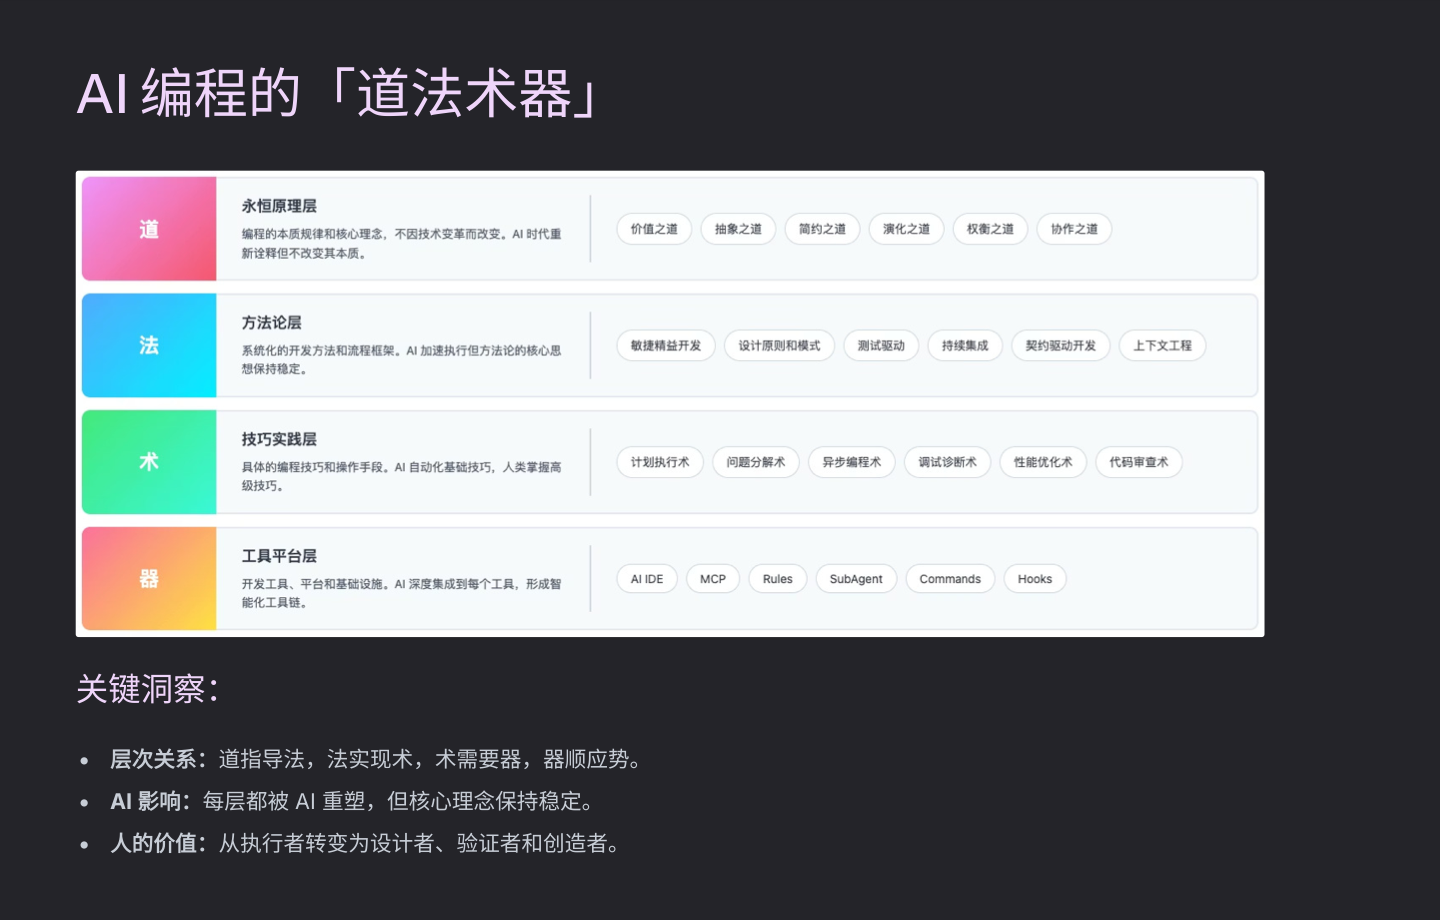 AI 编程的「道法术器」
道
永恒原理层
编程的本质规律和核心理念，不因技术变革而改变。AI 时代重
新诠释但不改变其本质。
价值之道
抽象之道
简约之道
演化之道
权衡之道
协作之道
法
方法论层
系统化的开发方法和流程框架。AI 加速执行但方法论的核心思
想保持稳定。
敏捷精益开发
设计原则和模式
测试驱动
持续集成
契约驱动开发
上下文工程
术
技巧实践层
具体的编程技巧和操作手段。AI 自动化基础技巧，人类掌握高
级技巧。
计划执行术
问题分解术
异步编程术
调试诊断术
性能优化术
代码审查术
器
工具平台层
开发工具、平台和基础设施。AI 深度集成到每个工具，形成智
能化工具链。
AI IDE
MCP
Rules
SubAgent
Commands
Hooks
关键洞察：
• 层次关系：道指导法，法实现术，术需要器，器顺应势。
• AI 影响：每层都被 AI 重塑，但核心理念保持稳定。
• 人的价值：从执行者转变为设计者、验证者和创造者。